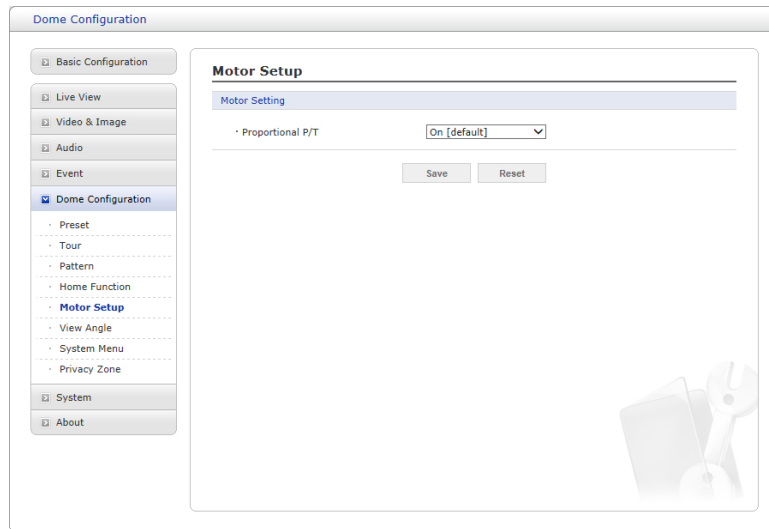 Dome Configuration
Basic Configuration
Live View
Video & Image
Audio
Event
Dome Configuration
· Preset
· Tour
· Pattern
· Home Function
· Motor Setup
· View Angle
· System Menu
· Privacy Zone
System
About
Motor Setup
Motor Setting
· Proportional P/T On [default]
Save Reset